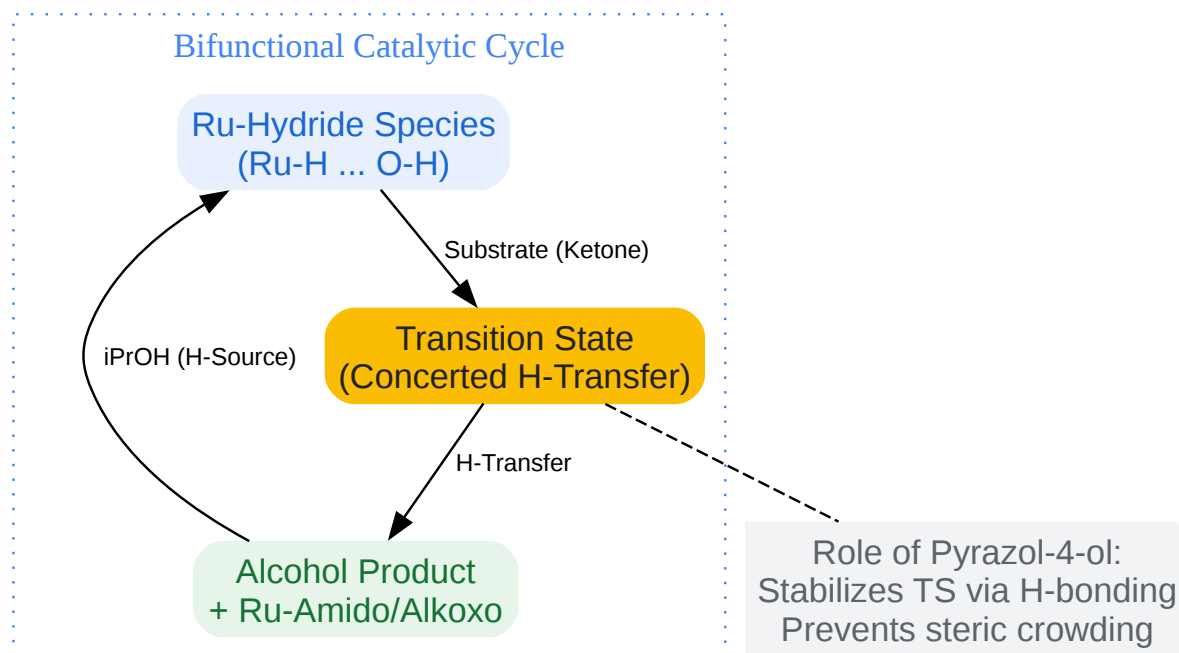 Bifunctional Catalytic Cycle
Ru-Hydride Species
(Ru-H ... O-H)
Substrate (Ketone)
Transition State
(Concerted H-Transfer)
iPrOH (H-Source)
H-Transfer
Alcohol Product
+ Ru-Amido/Alkoxo
Role of Pyrazol-4-ol:
Stabilizes TS via H-bonding
Prevents steric crowding